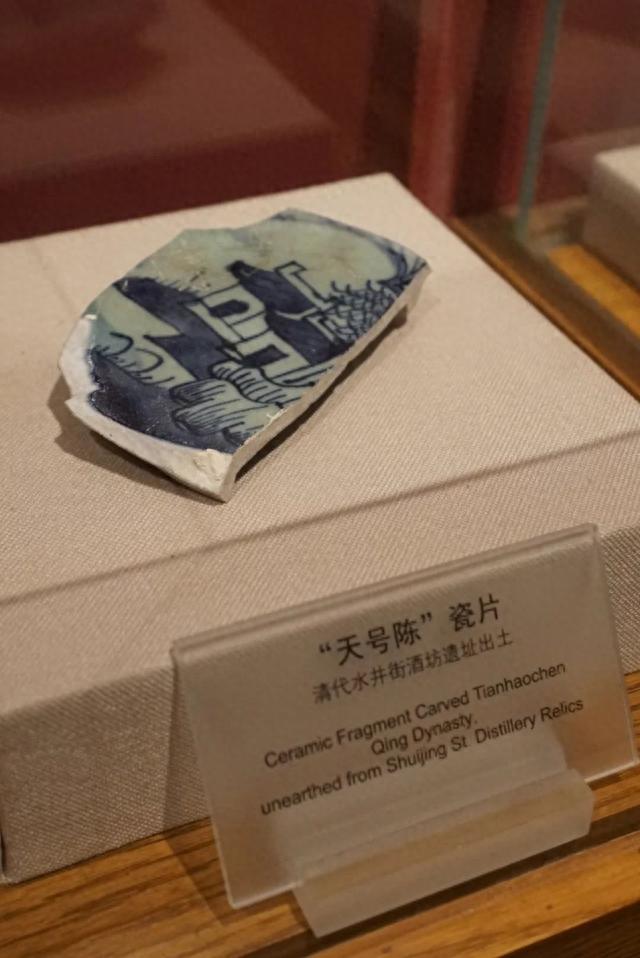 “天号陈”瓷片
清代水井街酒坊遗址出土
Ceramic Fragment Carved Tianhaochen
Qing Dynasty,
unearthed from Shuijing St. Distillery Relics